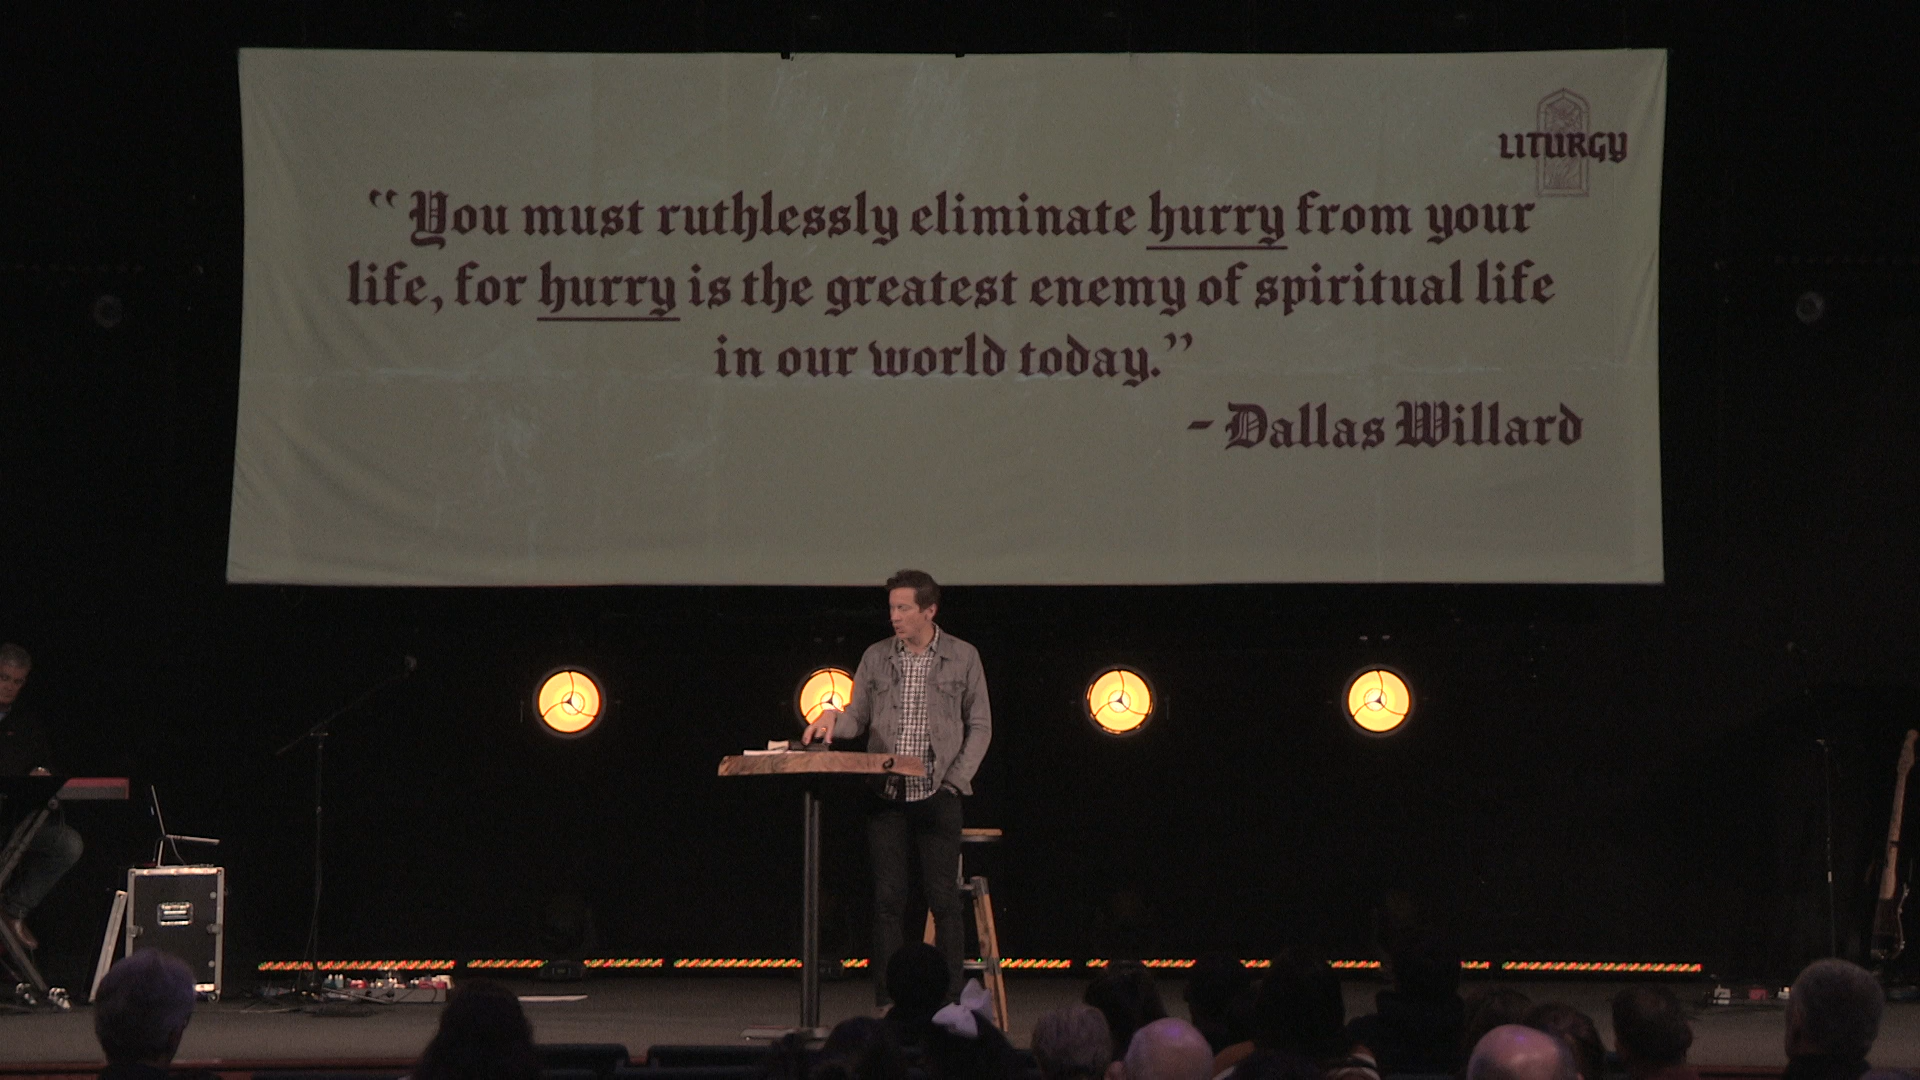 LITURGY
“You must ruthlessly eliminate hurry from your
life, for hurry is the greatest enemy of spiritual life
in our world today.”
- Dallas Willard